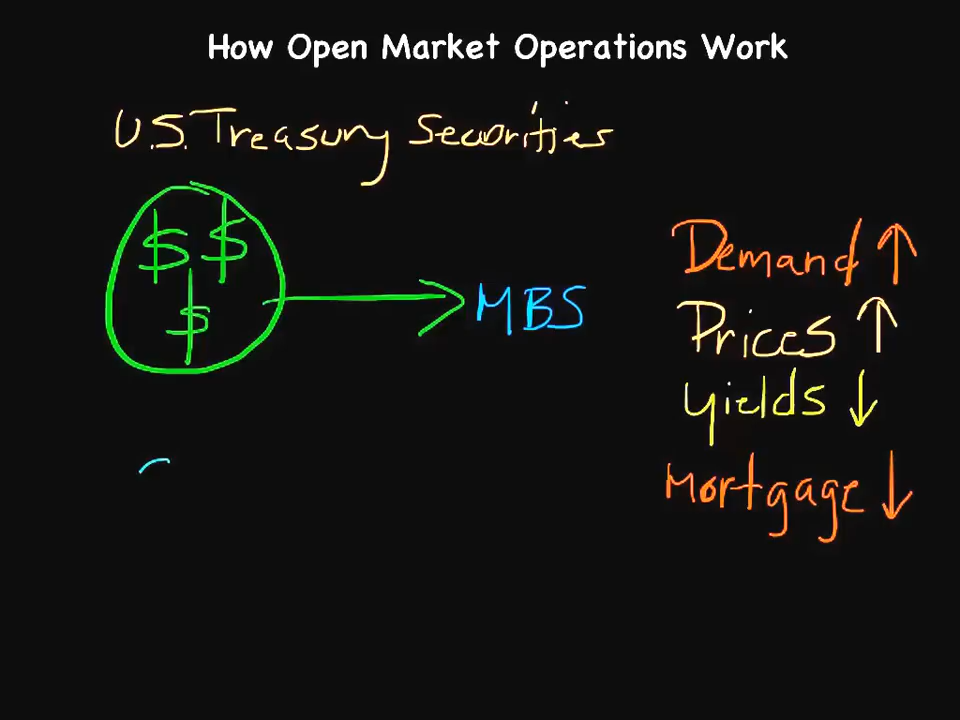 How Open Market Operations Work
U.S. Treasury Securities
$ $
$
MBS
Demand ↑
Prices ↑
Yields ↓
Mortgage ↓